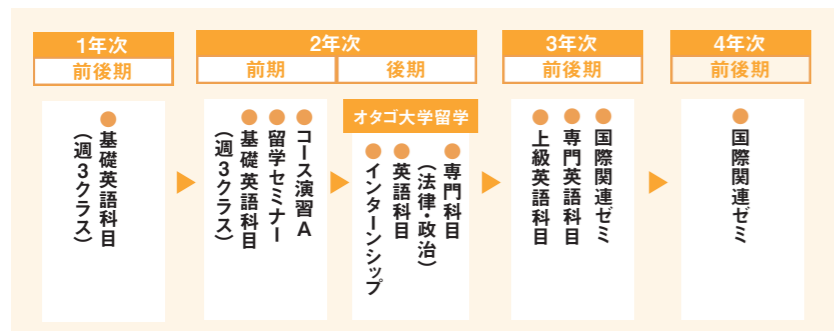 1年次
前後期
●基礎英語科目
（週3クラス）
2年次
前期
後期
●コース演習A
●留学セミナー
●基礎英語科目
（週3クラス）
オタゴ大学留学
●専門科目
（法律・政治）
●英語科目
●インターンシップ
3年次
前後期
●国際関連ゼミ
●専門英語科目
●上級英語科目
4年次
前後期
●国際関連ゼミ